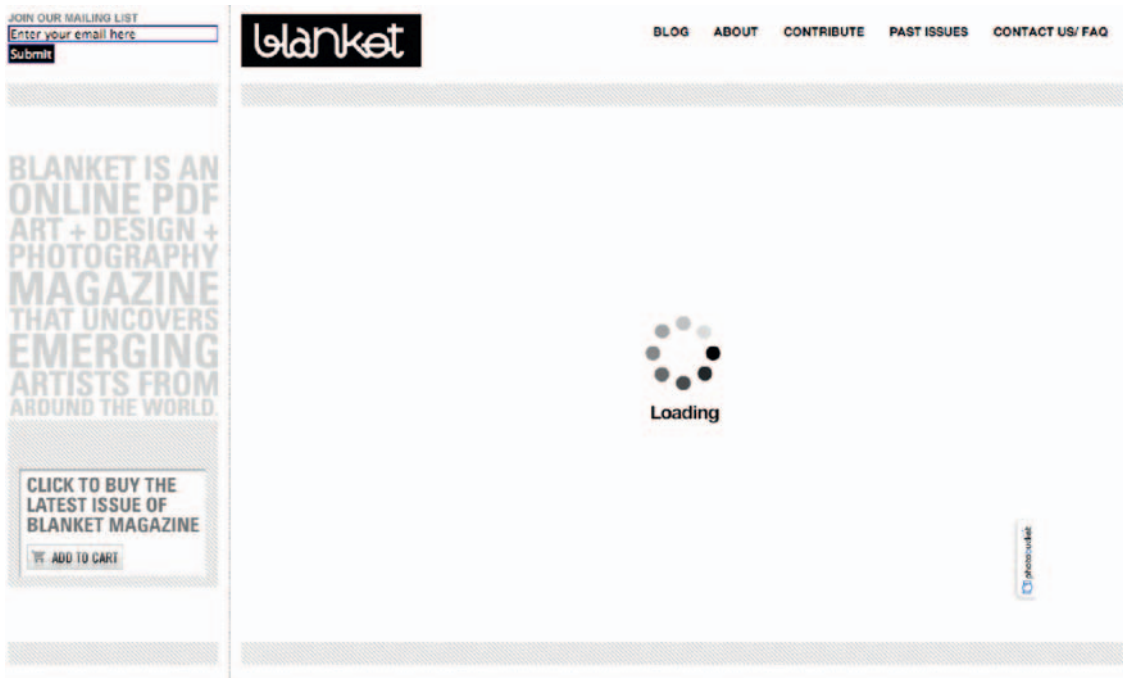 JOIN OUR MAILING LIST
Enter your email here
Submit
blanket
BLOG ABOUT CONTRIBUTE PAST ISSUES CONTACT US/ FAQ
BLANKET IS AN
ONLINE PDF
ART + DESIGN +
PHOTOGRAPHY
MAGAZINE
THAT UNCOVERS
EMERGING
ARTISTS FROM
AROUND THE WORLD.
CLICK TO BUY THE
LATEST ISSUE OF
BLANKET MAGAZINE
ADD TO CART
Loading
photobucket